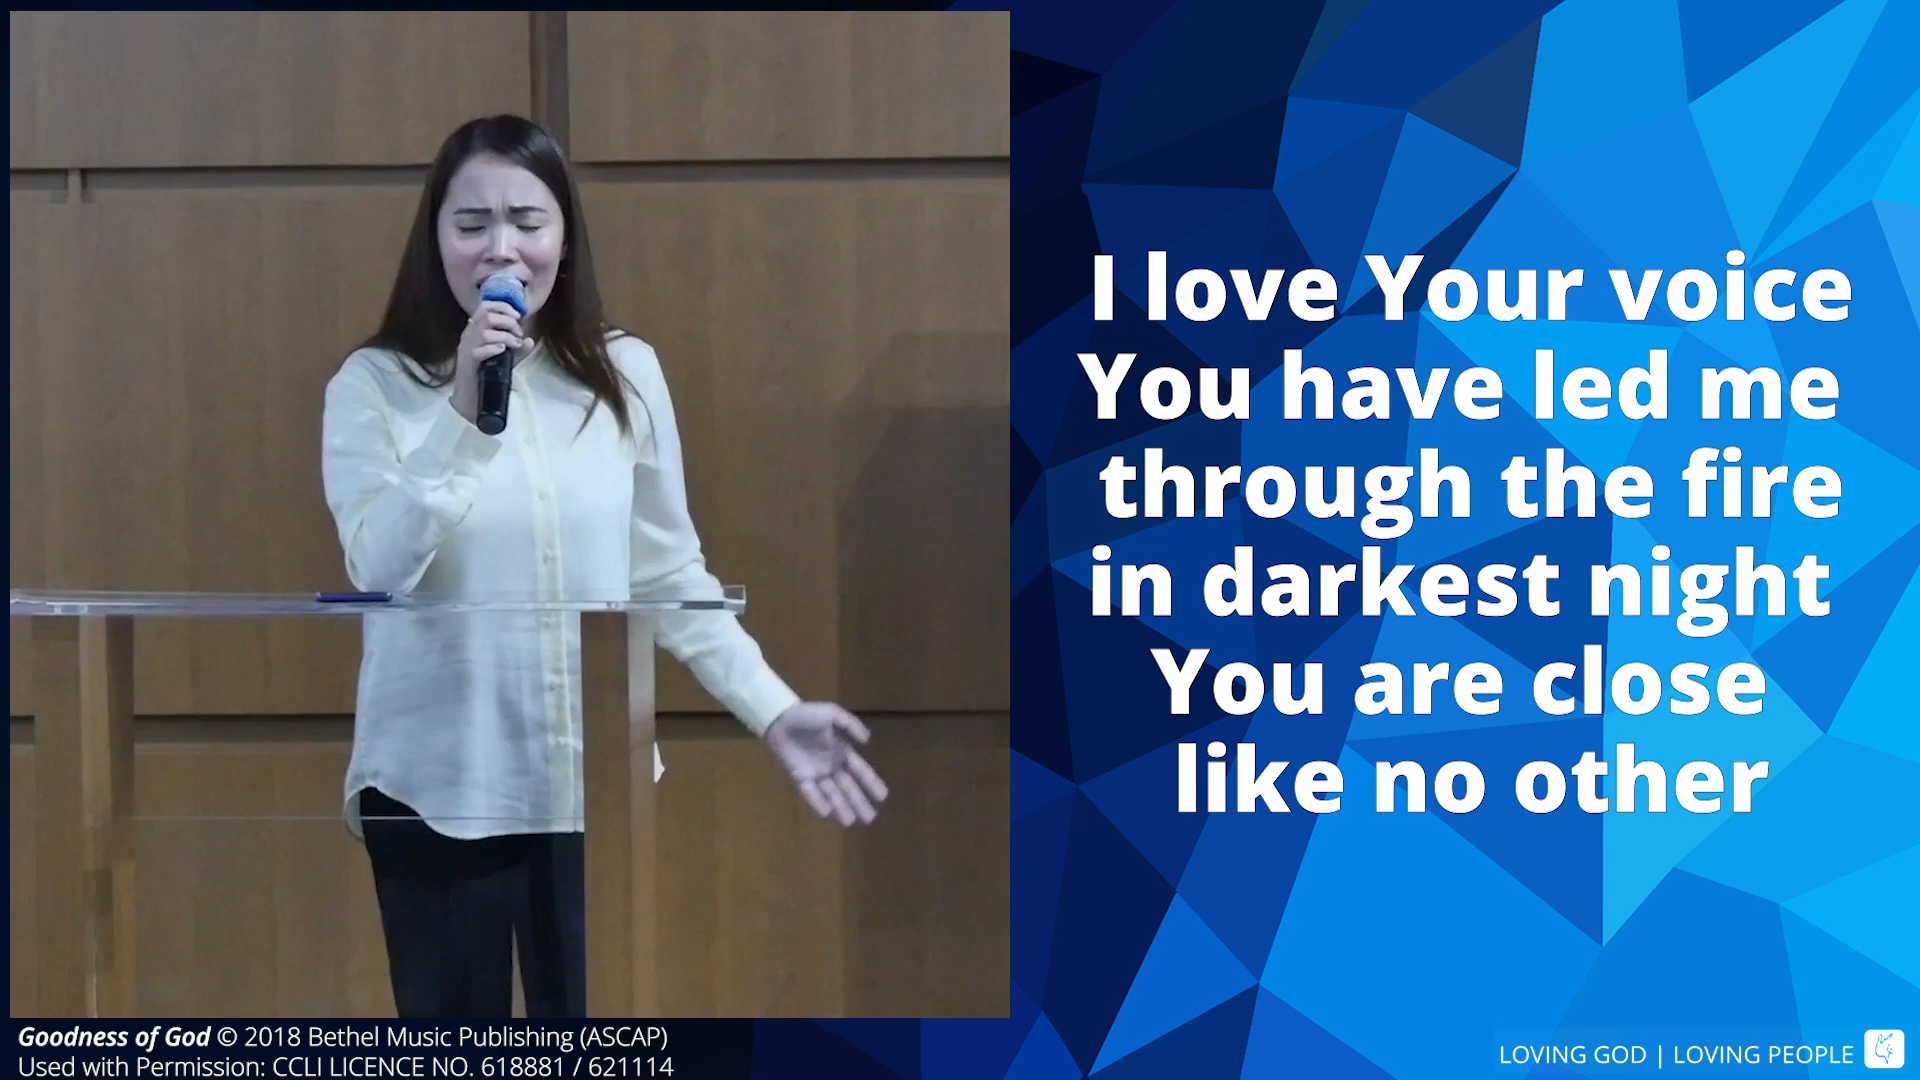 I love Your voice
You have led me
through the fire
in darkest night
You are close
like no other
Goodness of God © 2018 Bethel Music Publishing (ASCAP)
Used with Permission: CCLI LICENCE NO. 618881 / 621114
LOVING GOD | LOVING PEOPLE